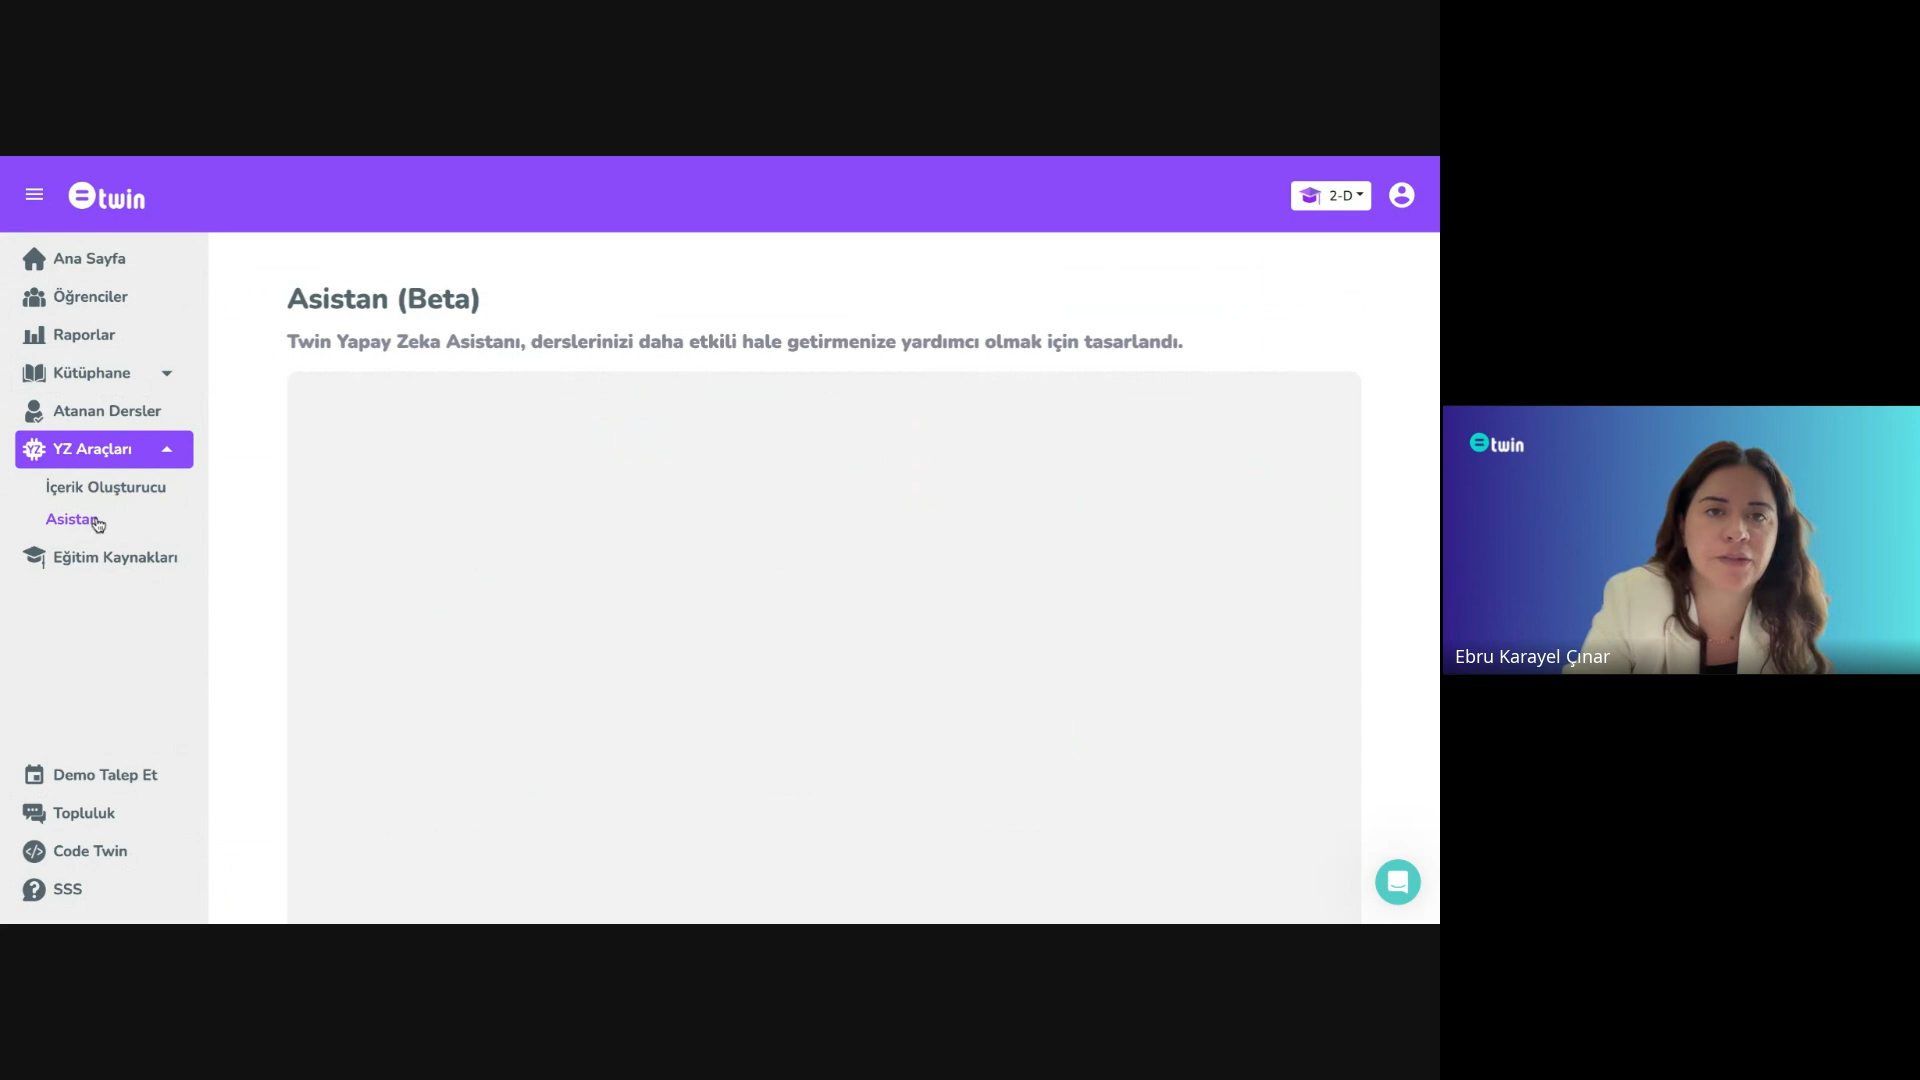 twin
2-D
Ana Sayfa
Öğrenciler
Raporlar
Kütüphane
Atanan Dersler
YZ YZ Araçları
İçerik Oluşturucu
Asistan
Eğitim Kaynakları
Demo Talep Et
Topluluk
Code Twin
SSS
Asistan (Beta)
Twin Yapay Zeka Asistanı, derslerinizi daha etkili hale getirmenize yardımcı olmak için tasarlandı.
twin
Ebru Karayel Çınar